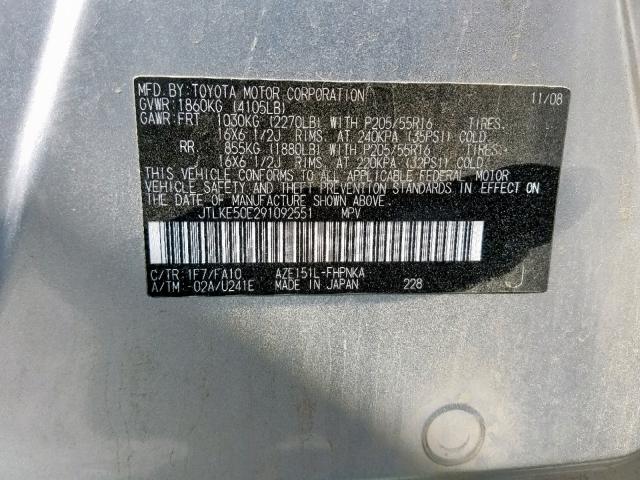 MFD. BY: TOYOTA MOTOR CORPORATION 11/08
GVWR: 1860KG (4105LB)
GAWR: FRT 1030KG (2270LB) WITH P205/55R16 TIRES:
16X6 1/2J RIMS, AT 240KPA (35PSI) COLD.
RR 855KG (1880LB) WITH P205/55R16 TIRES:
16X6 1/2J RIMS, AT 220KPA (32PSI) COLD.
THIS VEHICLE CONFORMS TO ALL APPLICABLE FEDERAL MOTOR
VEHICLE SAFETY AND THEFT PREVENTION STANDARDS IN EFFECT ON
THE DATE OF MANUFACTURE SHOWN ABOVE.
JTLKE50E291092551 MPV
C/TR: 1F7/FA10 AZE151L-FHPNKA
A/TM: -02A/U241E MADE IN JAPAN 228 J